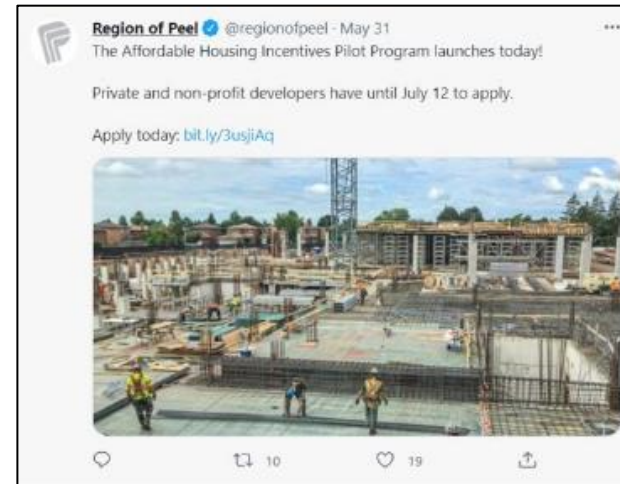 Region of Peel @regionofpeel · May 31
The Affordable Housing Incentives Pilot Program launches today!
Private and non-profit developers have until July 12 to apply.
Apply today: bit.ly/3usjiAq
10
19